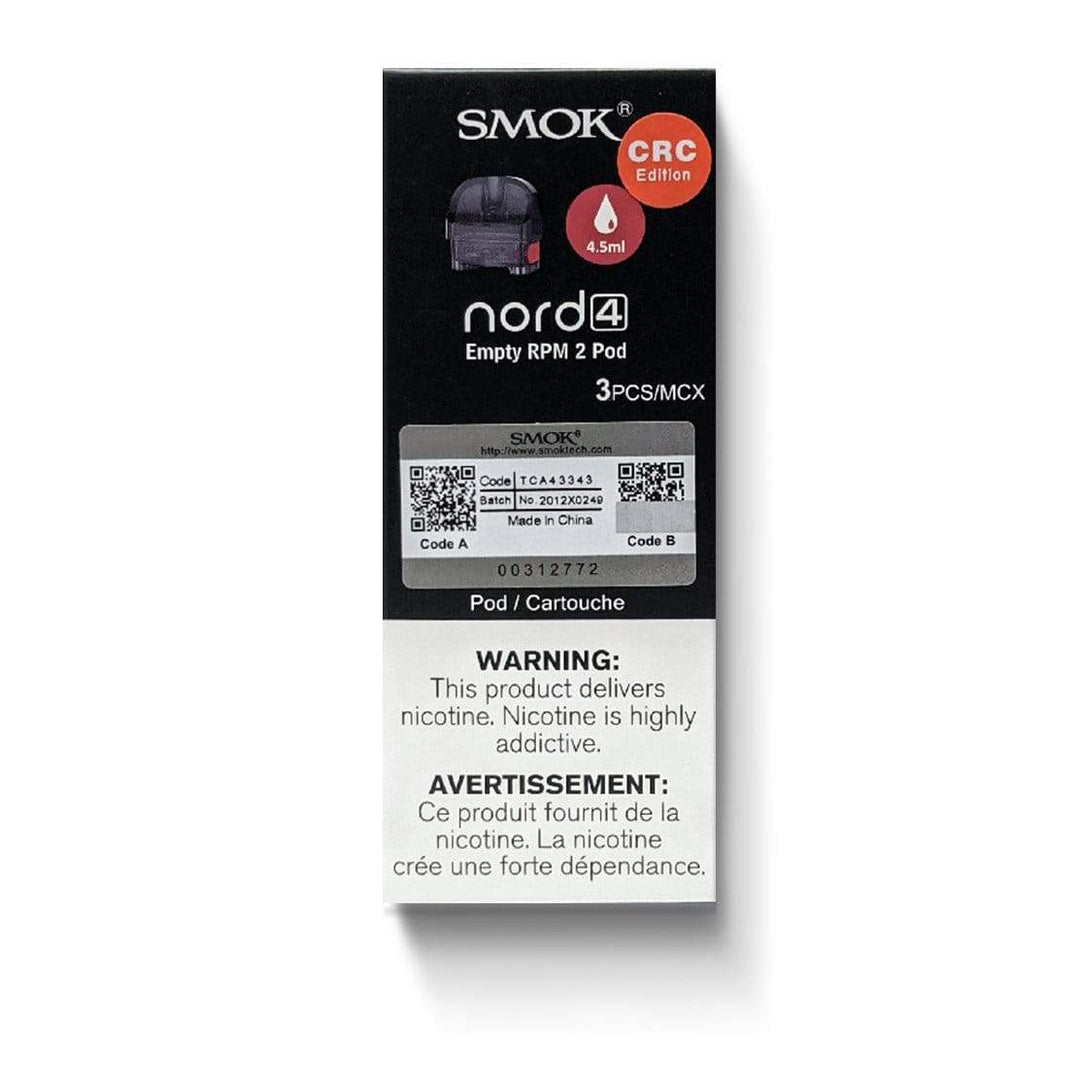 SMOK®
CRC
Edition
4.5ml
nord4
Empty RPM 2 Pod
3PCS/MCX
SMOK®
http://www.smoktech.com
Code TCA43343
Batch No. 2012X0249
Made in China
Code A
Code B
00312772
Pod / Cartouche
WARNING:
This product delivers
nicotine. Nicotine is highly
addictive.
AVERTISSEMENT:
Ce produit fournit de la
nicotine. La nicotine
crée une forte dépendance.